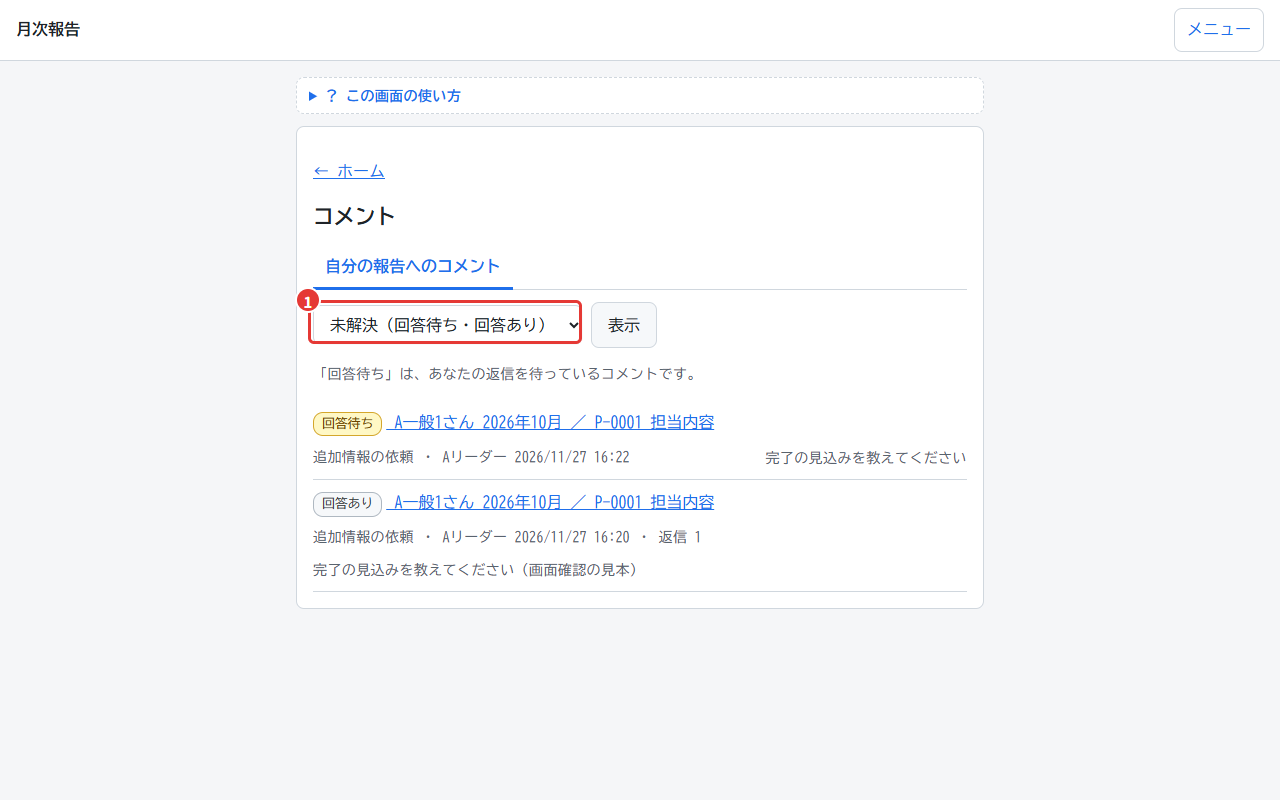 月次報告
メニュー
▶ ? この画面の使い方
← ホーム
コメント
自分の報告へのコメント
1
未解決（回答待ち・回答あり） 表示
「回答待ち」は、あなたの返信を待っているコメントです。
回答待ち A一般1さん 2026年10月 ／ P-0001 担当内容
追加情報の依頼 ・ Aリーダー 2026/11/27 16:22 完了の見込みを教えてください
回答あり A一般1さん 2026年10月 ／ P-0001 担当内容
追加情報の依頼 ・ Aリーダー 2026/11/27 16:20 ・ 返信 1
完了の見込みを教えてください（画面確認の見本）